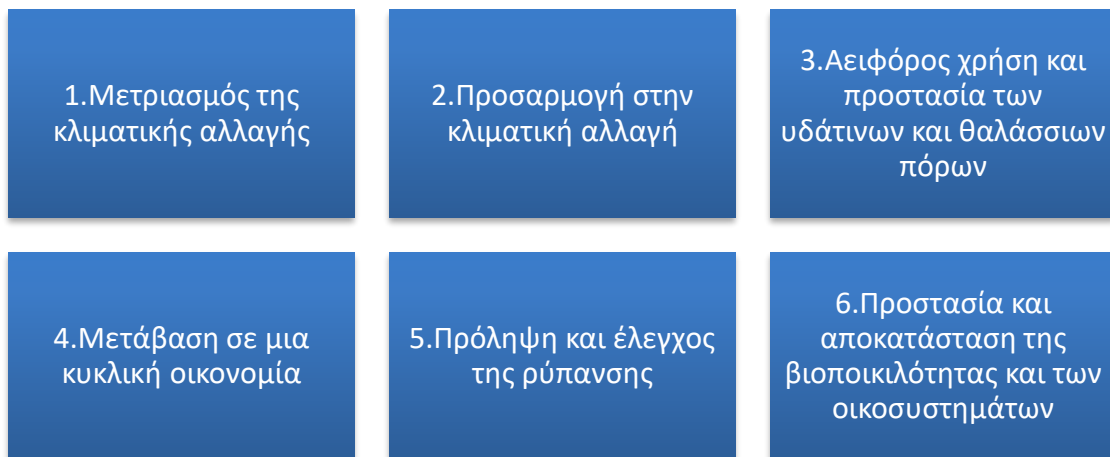 1.Μετριασμός της
κλιματικής αλλαγής
2.Προσαρμογή στην
κλιματική αλλαγή
3.Αειφόρος χρήση και
προστασία των
υδάτινων και θαλάσσιων
πόρων
4.Μετάβαση σε μια
κυκλική οικονομία
5.Πρόληψη και έλεγχος
της ρύπανσης
6.Προστασία και
αποκατάσταση της
βιοποικιλότητας και των
οικοσυστημάτων